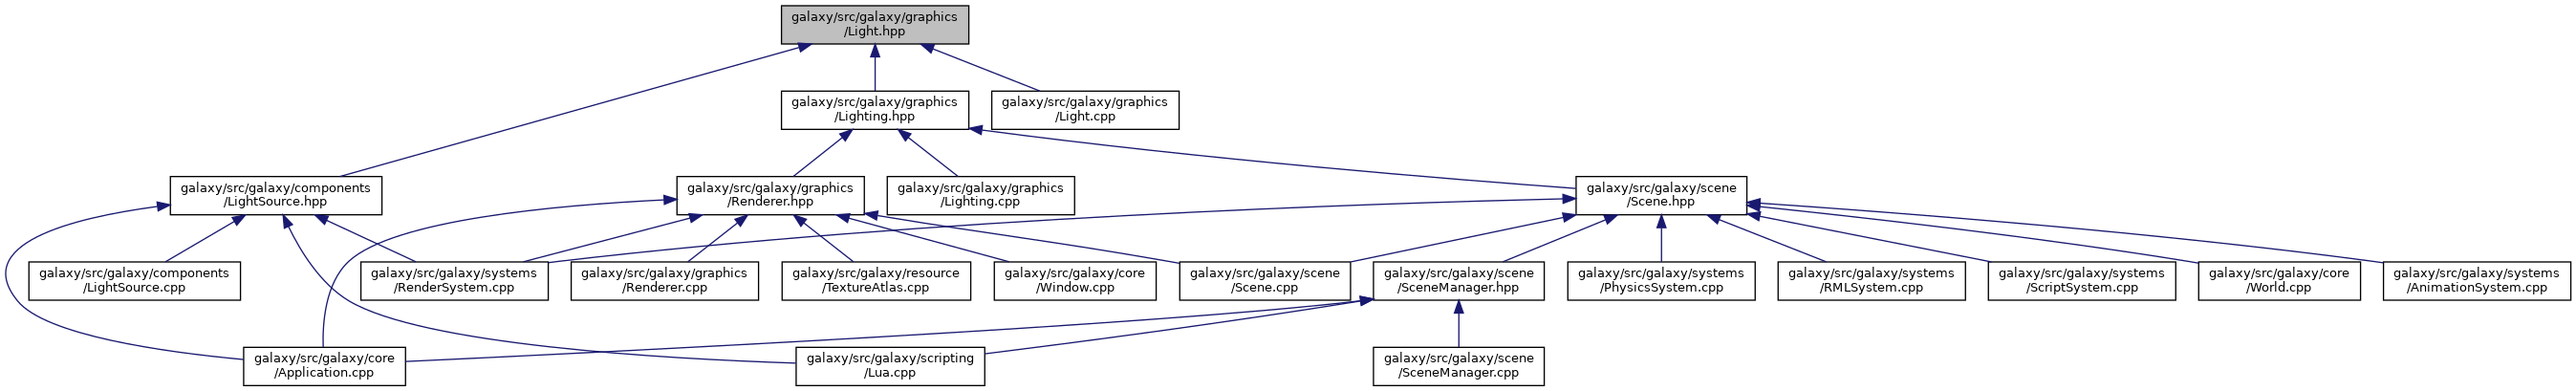 galaxy/src/galaxy/graphics
/Light.hpp
galaxy/src/galaxy/graphics
/Lighting.hpp
galaxy/src/galaxy/graphics
/Light.cpp
galaxy/src/galaxy/components
/LightSource.hpp
galaxy/src/galaxy/graphics
/Renderer.hpp
galaxy/src/galaxy/graphics
/Lighting.cpp
galaxy/src/galaxy/scene
/Scene.hpp
galaxy/src/galaxy/components
/LightSource.cpp
galaxy/src/galaxy/systems
/RenderSystem.cpp
galaxy/src/galaxy/graphics
/Renderer.cpp
galaxy/src/galaxy/resource
/TextureAtlas.cpp
galaxy/src/galaxy/core
/Window.cpp
galaxy/src/galaxy/scene
/Scene.cpp
galaxy/src/galaxy/scene
/SceneManager.hpp
galaxy/src/galaxy/systems
/PhysicsSystem.cpp
galaxy/src/galaxy/systems
/RMLSystem.cpp
galaxy/src/galaxy/systems
/ScriptSystem.cpp
galaxy/src/galaxy/core
/World.cpp
galaxy/src/galaxy/systems
/AnimationSystem.cpp
galaxy/src/galaxy/core
/Application.cpp
galaxy/src/galaxy/scripting
/Lua.cpp
galaxy/src/galaxy/scene
/SceneManager.cpp